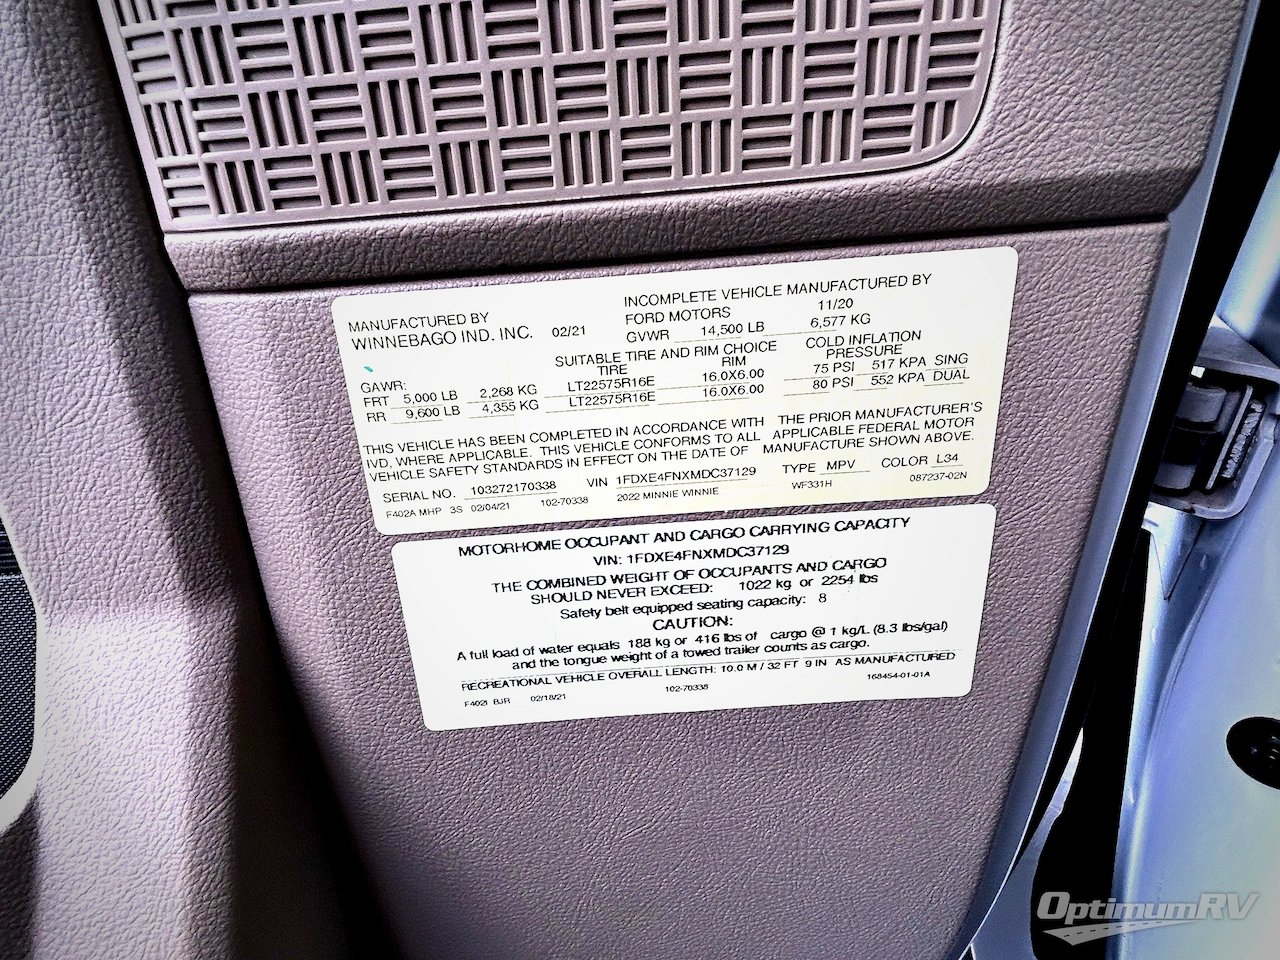 MANUFACTURED BY
WINNEBAGO IND. INC. 02/21
INCOMPLETE VEHICLE MANUFACTURED BY
FORD MOTORS 11/20
GVWR 14,500 LB 6,577 KG
SUITABLE TIRE AND RIM CHOICE COLD INFLATION
GAWR: TIRE RIM PRESSURE
FRT 5,000 LB 2,268 KG LT22575R16E 16.0X6.00 75 PSI 517 KPA SING
RR 9,600 LB 4,355 KG LT22575R16E 16.0X6.00 80 PSI 552 KPA DUAL
THIS VEHICLE HAS BEEN COMPLETED IN ACCORDANCE WITH THE PRIOR MANUFACTURER'S
IVD, WHERE APPLICABLE. THIS VEHICLE CONFORMS TO ALL APPLICABLE FEDERAL MOTOR
VEHICLE SAFETY STANDARDS IN EFFECT ON THE DATE OF MANUFACTURE SHOWN ABOVE.
SERIAL NO. 103272170338 VIN 1FDXE4FNXMDC37129 TYPE MPV COLOR L34
F402A MHP 3S 02/04/21 102-70338 2022 MINNIE WINNIE WF331H 087237-02N
MOTORHOME OCCUPANT AND CARGO CARRYING CAPACITY
VIN: 1FDXE4FNXMDC37129
THE COMBINED WEIGHT OF OCCUPANTS AND CARGO
SHOULD NEVER EXCEED: 1022 kg or 2254 lbs
Safety belt equipped seating capacity: 8
CAUTION:
A full load of water equals 188 kg or 416 lbs of cargo @ 1 kg/L (8.3 lbs/gal)
and the tongue weight of a towed trailer counts as cargo.
RECREATIONAL VEHICLE OVERALL LENGTH: 10.0 M / 32 FT 9 IN AS MANUFACTURED
F402I BJR 02/18/21 102-70338 168454-01-01A
OptimumRV